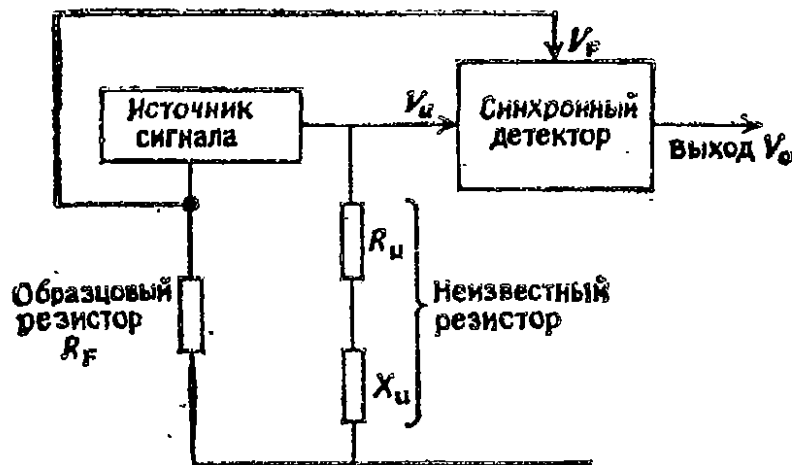 V_F
Источник
сигнала
V_u
Синхронный
детектор
Выход V_o
R_u
Образцовый
резистор
R_F
Неизвестный
резистор
X_u